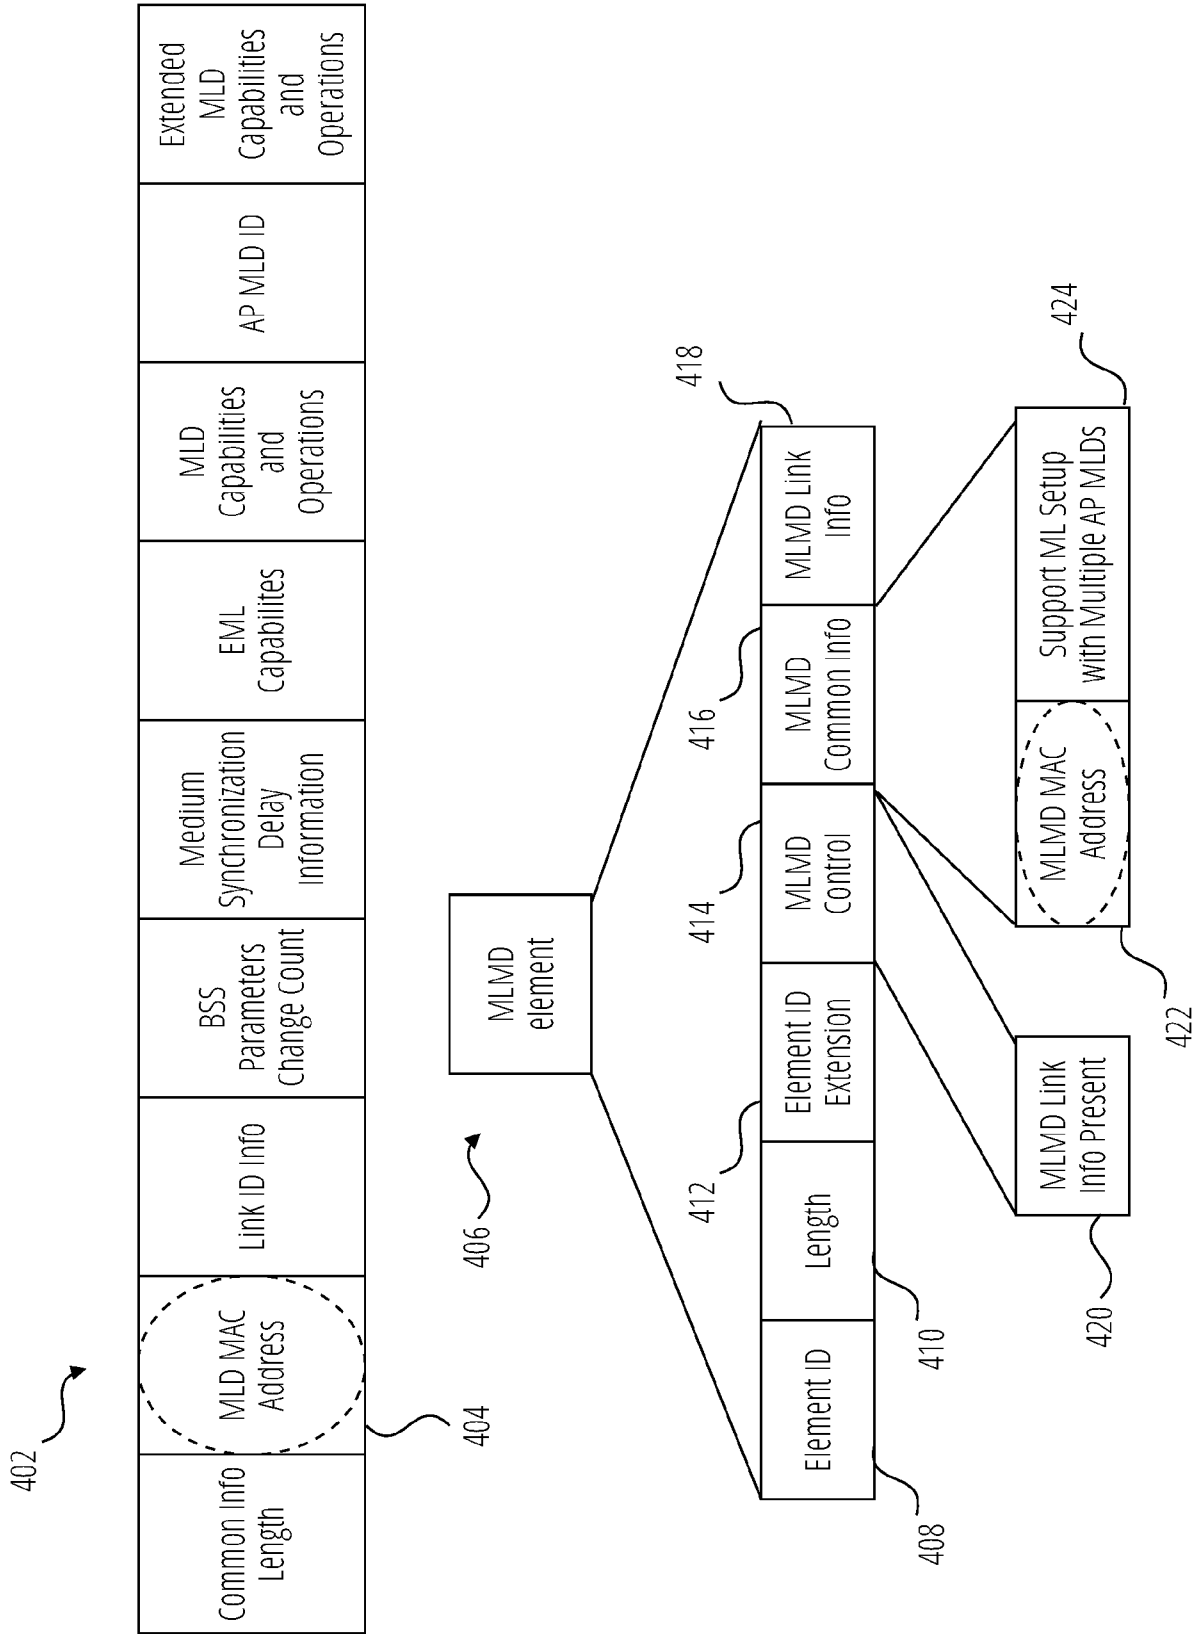 402
Common Info
Length
MLD MAC
Address
Link ID Info
BSS
Parameters
Change Count
Medium
Synchronization
Delay
Information
EML
Capabilites
MLD
Capabilities
and
Operations
AP MLD ID
Extended
MLD
Capabilities
and
Operations
404
406
MLMD
element
408
Element ID
410
Length
412
Element ID
Extension
414
MLMD
Control
416
MLMD
Common Info
418
MLMD Link
Info
420
MLMD Link
Info Present
422
MLMD MAC
Address
Support ML Setup
with Multiple AP MLDs
424